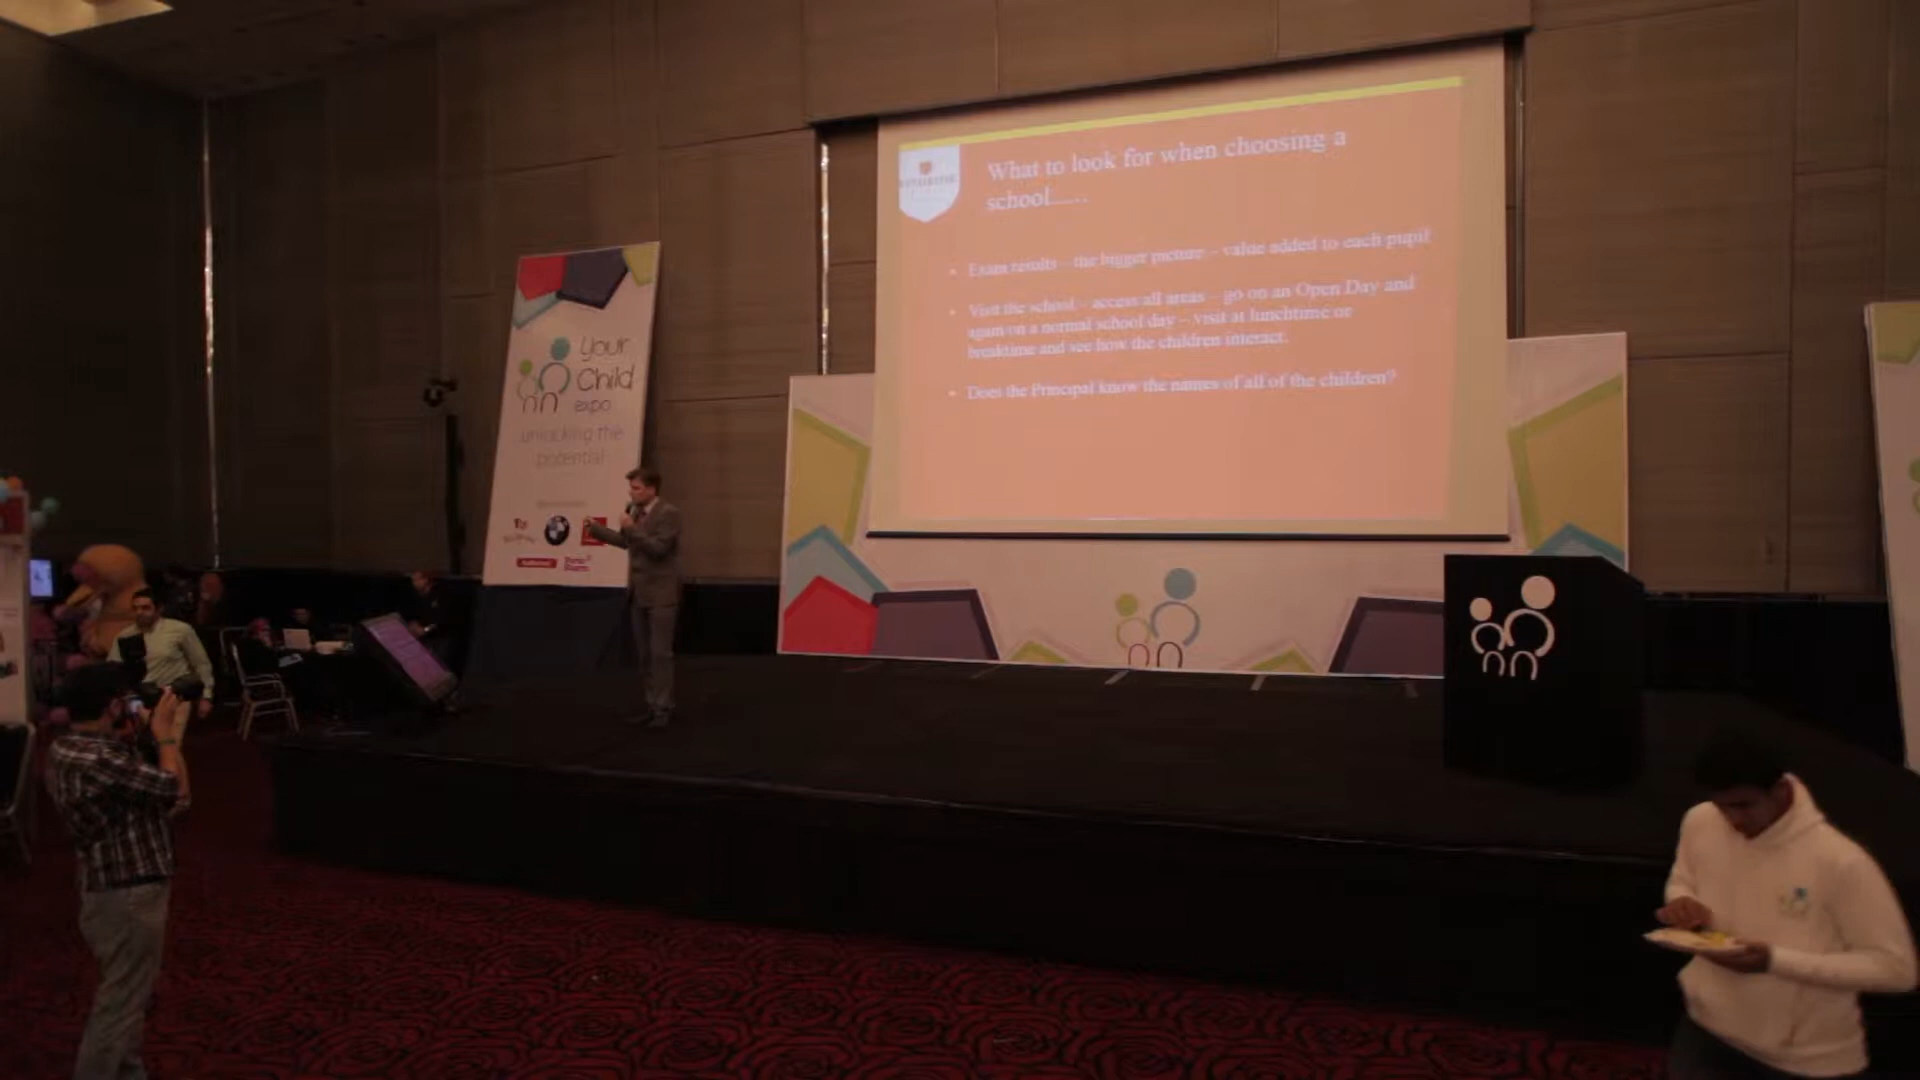 What to look for when choosing a
school.....
• Exam results – the bigger picture – value added to each pupil
• Visit the school – access all areas – go on an Open Day and
again on a normal school day – visit at lunchtime or
breaktime and see how the children interact.
• Does the Principal know the names of all of the children?
Your
Child
expo
unlocking the
potential